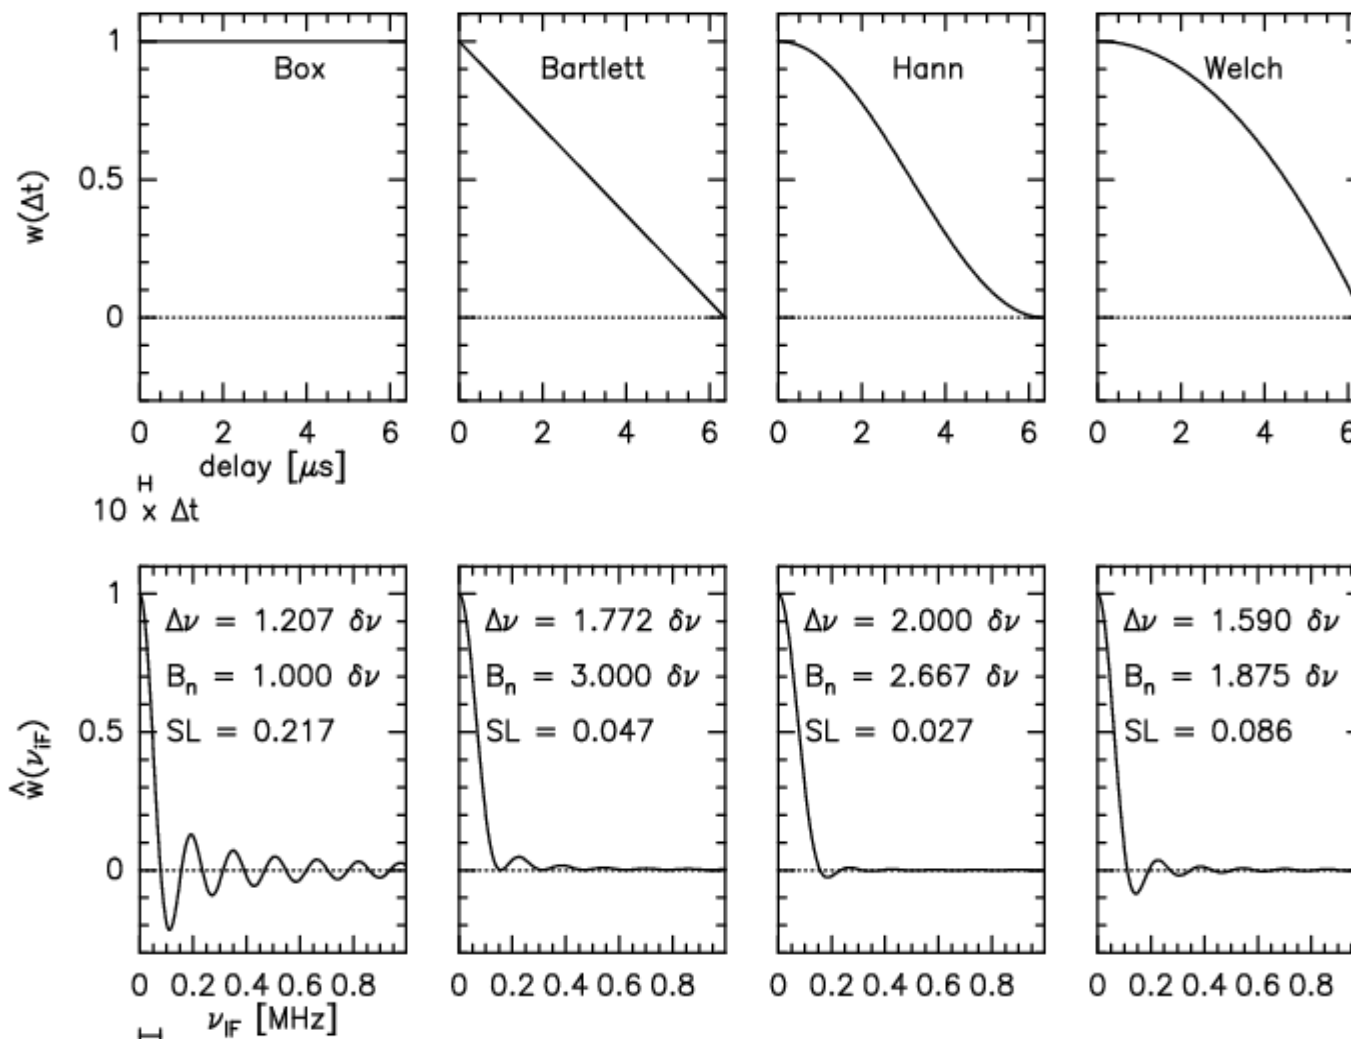 Box
Bartlett
Hann
Welch
w(Δt)
1
0.5
0
0 2 4 6
0 2 4 6
0 2 4 6
0 2 4 6
delay [μs]
10 x Δt
ŵ(ν_iF)
1
0.5
0
Δν = 1.207 δν
B_n = 1.000 δν
SL = 0.217
Δν = 1.772 δν
B_n = 3.000 δν
SL = 0.047
Δν = 2.000 δν
B_n = 2.667 δν
SL = 0.027
Δν = 1.590 δν
B_n = 1.875 δν
SL = 0.086
0 0.2 0.4 0.6 0.8
0 0.2 0.4 0.6 0.8
0 0.2 0.4 0.6 0.8
0 0.2 0.4 0.6 0.8
ν_IF [MHz]